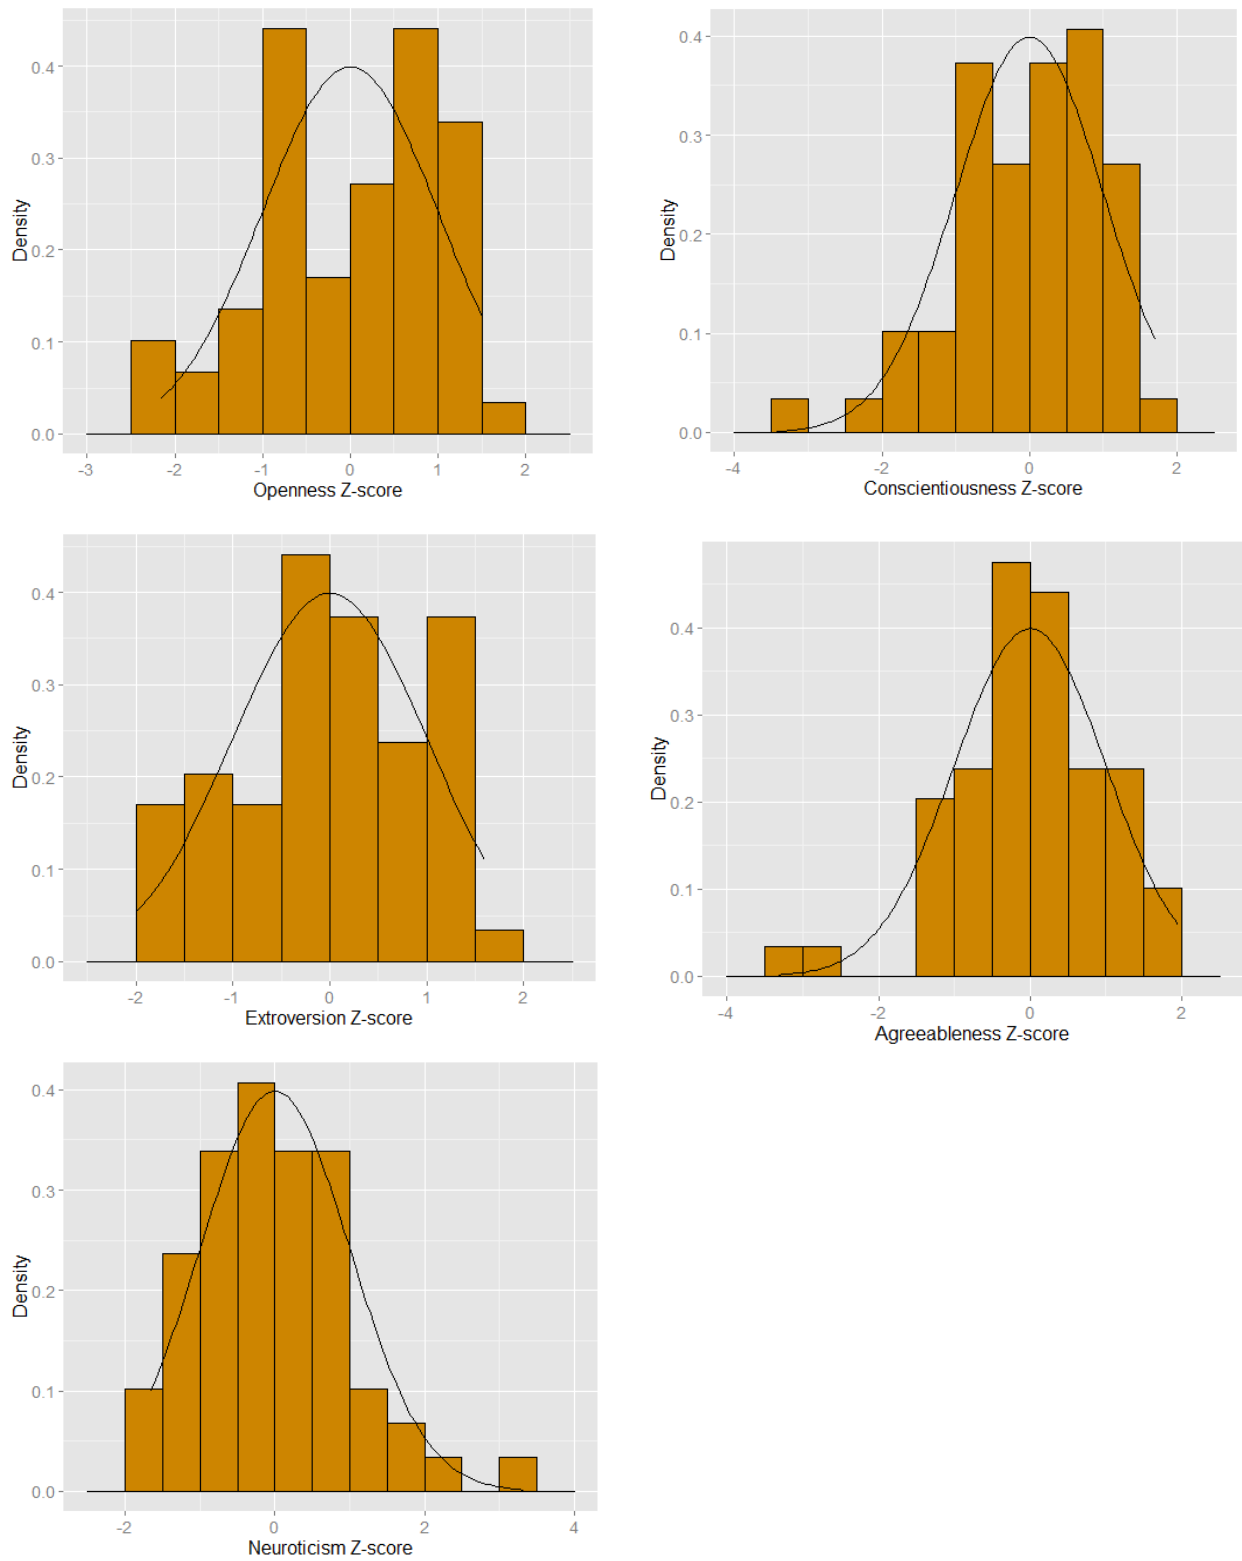 0.4
0.3
0.2
0.1
0.0
Density
-3 -2 -1 0 1 2
Openness Z-score
0.4
0.3
0.2
0.1
0.0
Density
-4 -2 0 2
Conscientiousness Z-score
0.4
0.3
0.2
0.1
0.0
Density
-2 -1 0 1 2
Extroversion Z-score
0.4
0.3
0.2
0.1
0.0
Density
-4 -2 0 2
Agreeableness Z-score
0.4
0.3
0.2
0.1
0.0
Density
-2 0 2 4
Neuroticism Z-score